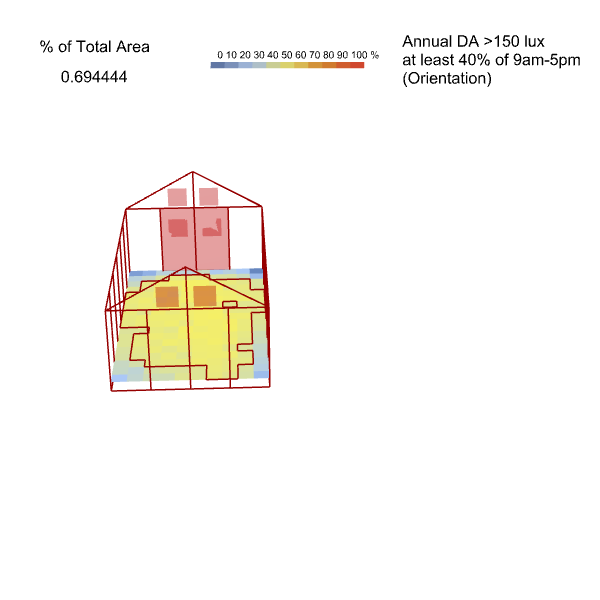 % of Total Area
0.694444
0 10 20 30 40 50 60 70 80 90 100 %
Annual DA >150 lux
at least 40% of 9am-5pm
(Orientation)